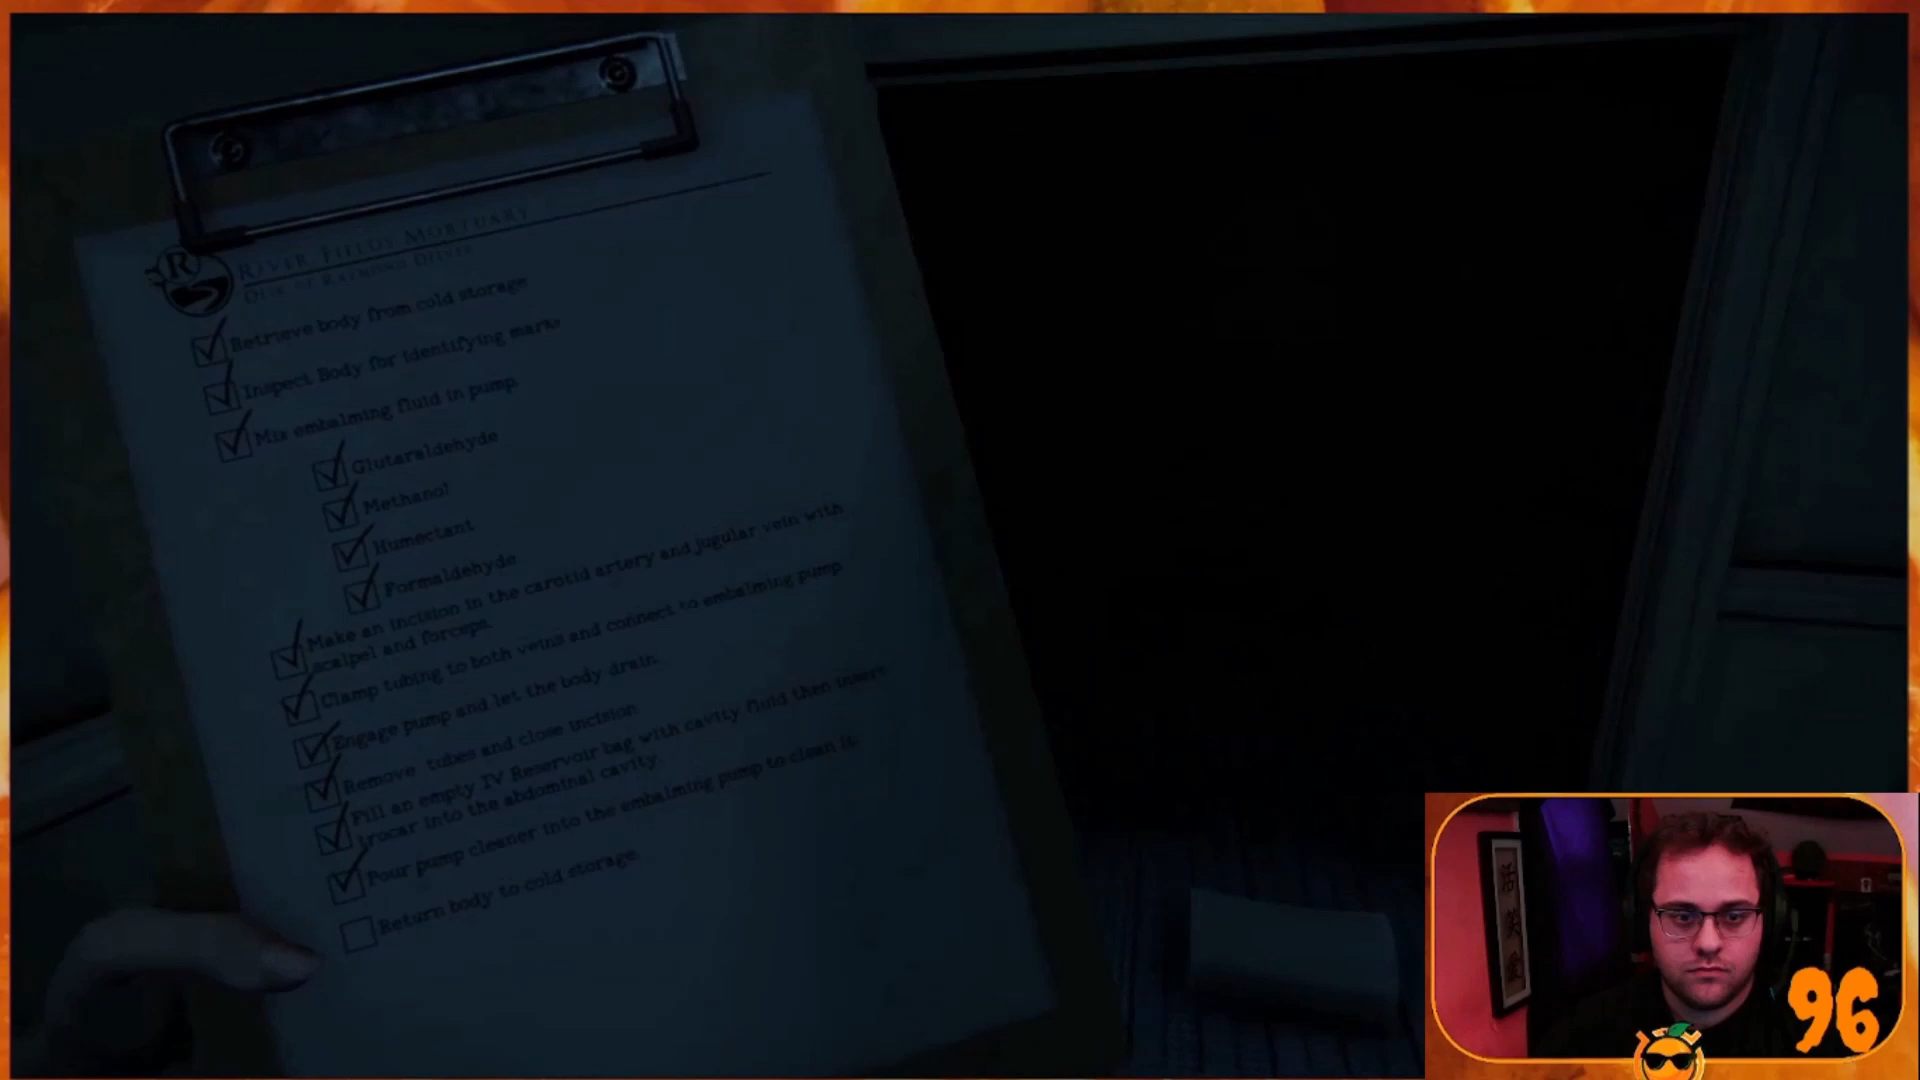 RIVER FIELDS MORTUARY
DESK OF RAYMOND DELVER
Retrieve body from cold storage
Inspect Body for identifying marks
Mix embalming fluid in pump
Glutaraldehyde
Methanol
Humectant
Formaldehyde
Make an incision in the carotid artery and jugular vein with
scalpel and forceps.
Clamp tubing to both veins and connect to embalming pump
Engage pump and let the body drain.
Remove tubes and close incision
Fill an empty IV Reservoir bag with cavity fluid then insert
trocar into the abdominal cavity.
Pour pump cleaner into the embalming pump to clean it.
Return body to cold storage
96